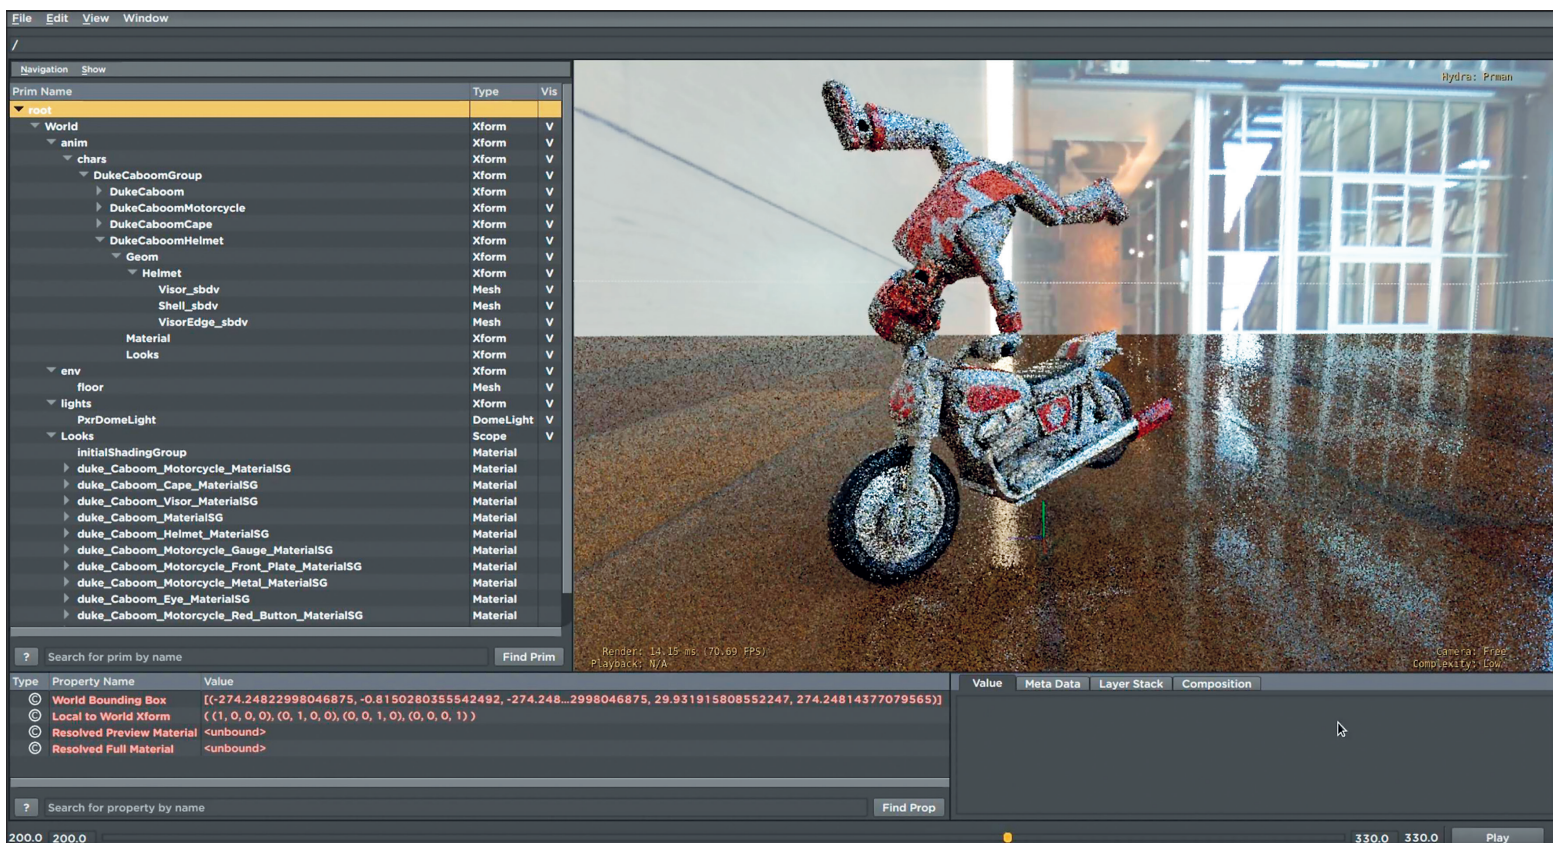 File Edit View Window
/
Navigation Show
Prim Name Type Vis
root
World Xform V
anim Xform V
chars Xform V
DukeCaboomGroup Xform V
DukeCaboom Xform V
DukeCaboomMotorcycle Xform V
DukeCaboomCape Xform V
DukeCaboomHelmet Xform V
Geom Xform V
Helmet Xform V
Visor_sbdv Mesh V
Shell_sbdv Mesh V
VisorEdge_sbdv Mesh V
Material Xform V
Looks Xform V
env Xform V
floor Mesh V
lights Xform V
PxrDomeLight DomeLight V
Looks Scope V
initialShadingGroup Material
duke_Caboom_Motorcycle_MaterialSG Material
duke_Caboom_Cape_MaterialSG Material
duke_Caboom_Visor_MaterialSG Material
duke_Caboom_MaterialSG Material
duke_Caboom_Helmet_MaterialSG Material
duke_Caboom_Motorcycle_Gauge_MaterialSG Material
duke_Caboom_Motorcycle_Front_Plate_MaterialSG Material
duke_Caboom_Motorcycle_Metal_MaterialSG Material
duke_Caboom_Eye_MaterialSG Material
duke_Caboom_Motorcycle_Red_Button_MaterialSG Material
? Search for prim by name Find Prim
Hydra: Prman
Render: 14.15 ms (70.69 FPS)
Playback: N/A
Camera: Free
Complexity: Low
Type Property Name Value
© World Bounding Box [(-274.24822998046875, -0.8150280355542492, -274.248...2998046875, 29.931915808552247, 274.24814377079565)]
© Local to World Xform ( (1, 0, 0, 0), (0, 1, 0, 0), (0, 0, 1, 0), (0, 0, 0, 1) )
© Resolved Preview Material <unbound>
© Resolved Full Material <unbound>
? Search for property by name Find Prop
Value Meta Data Layer Stack Composition
200.0 200.0 330.0 330.0 Play